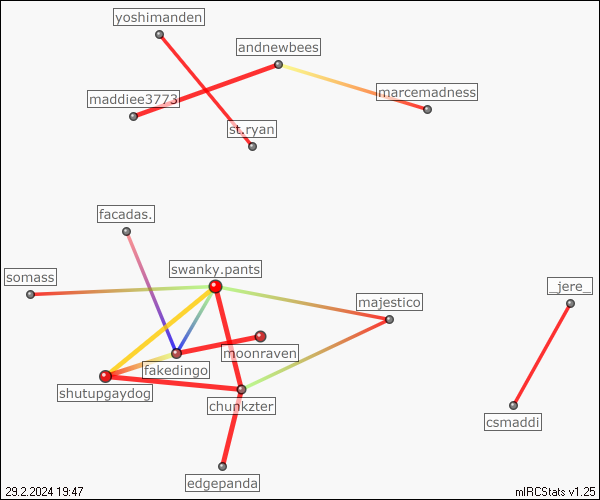 yoshimanden
andnewbees
marcemadness
maddiee3773
st.ryan
facadas.
swanky.pants
somass
_jere_
majestico
moonraven
fakedingo
shutupgaydog
chunkzter
csmaddi
edgepanda
29.2.2024 19:47
mIRCStats v1.25